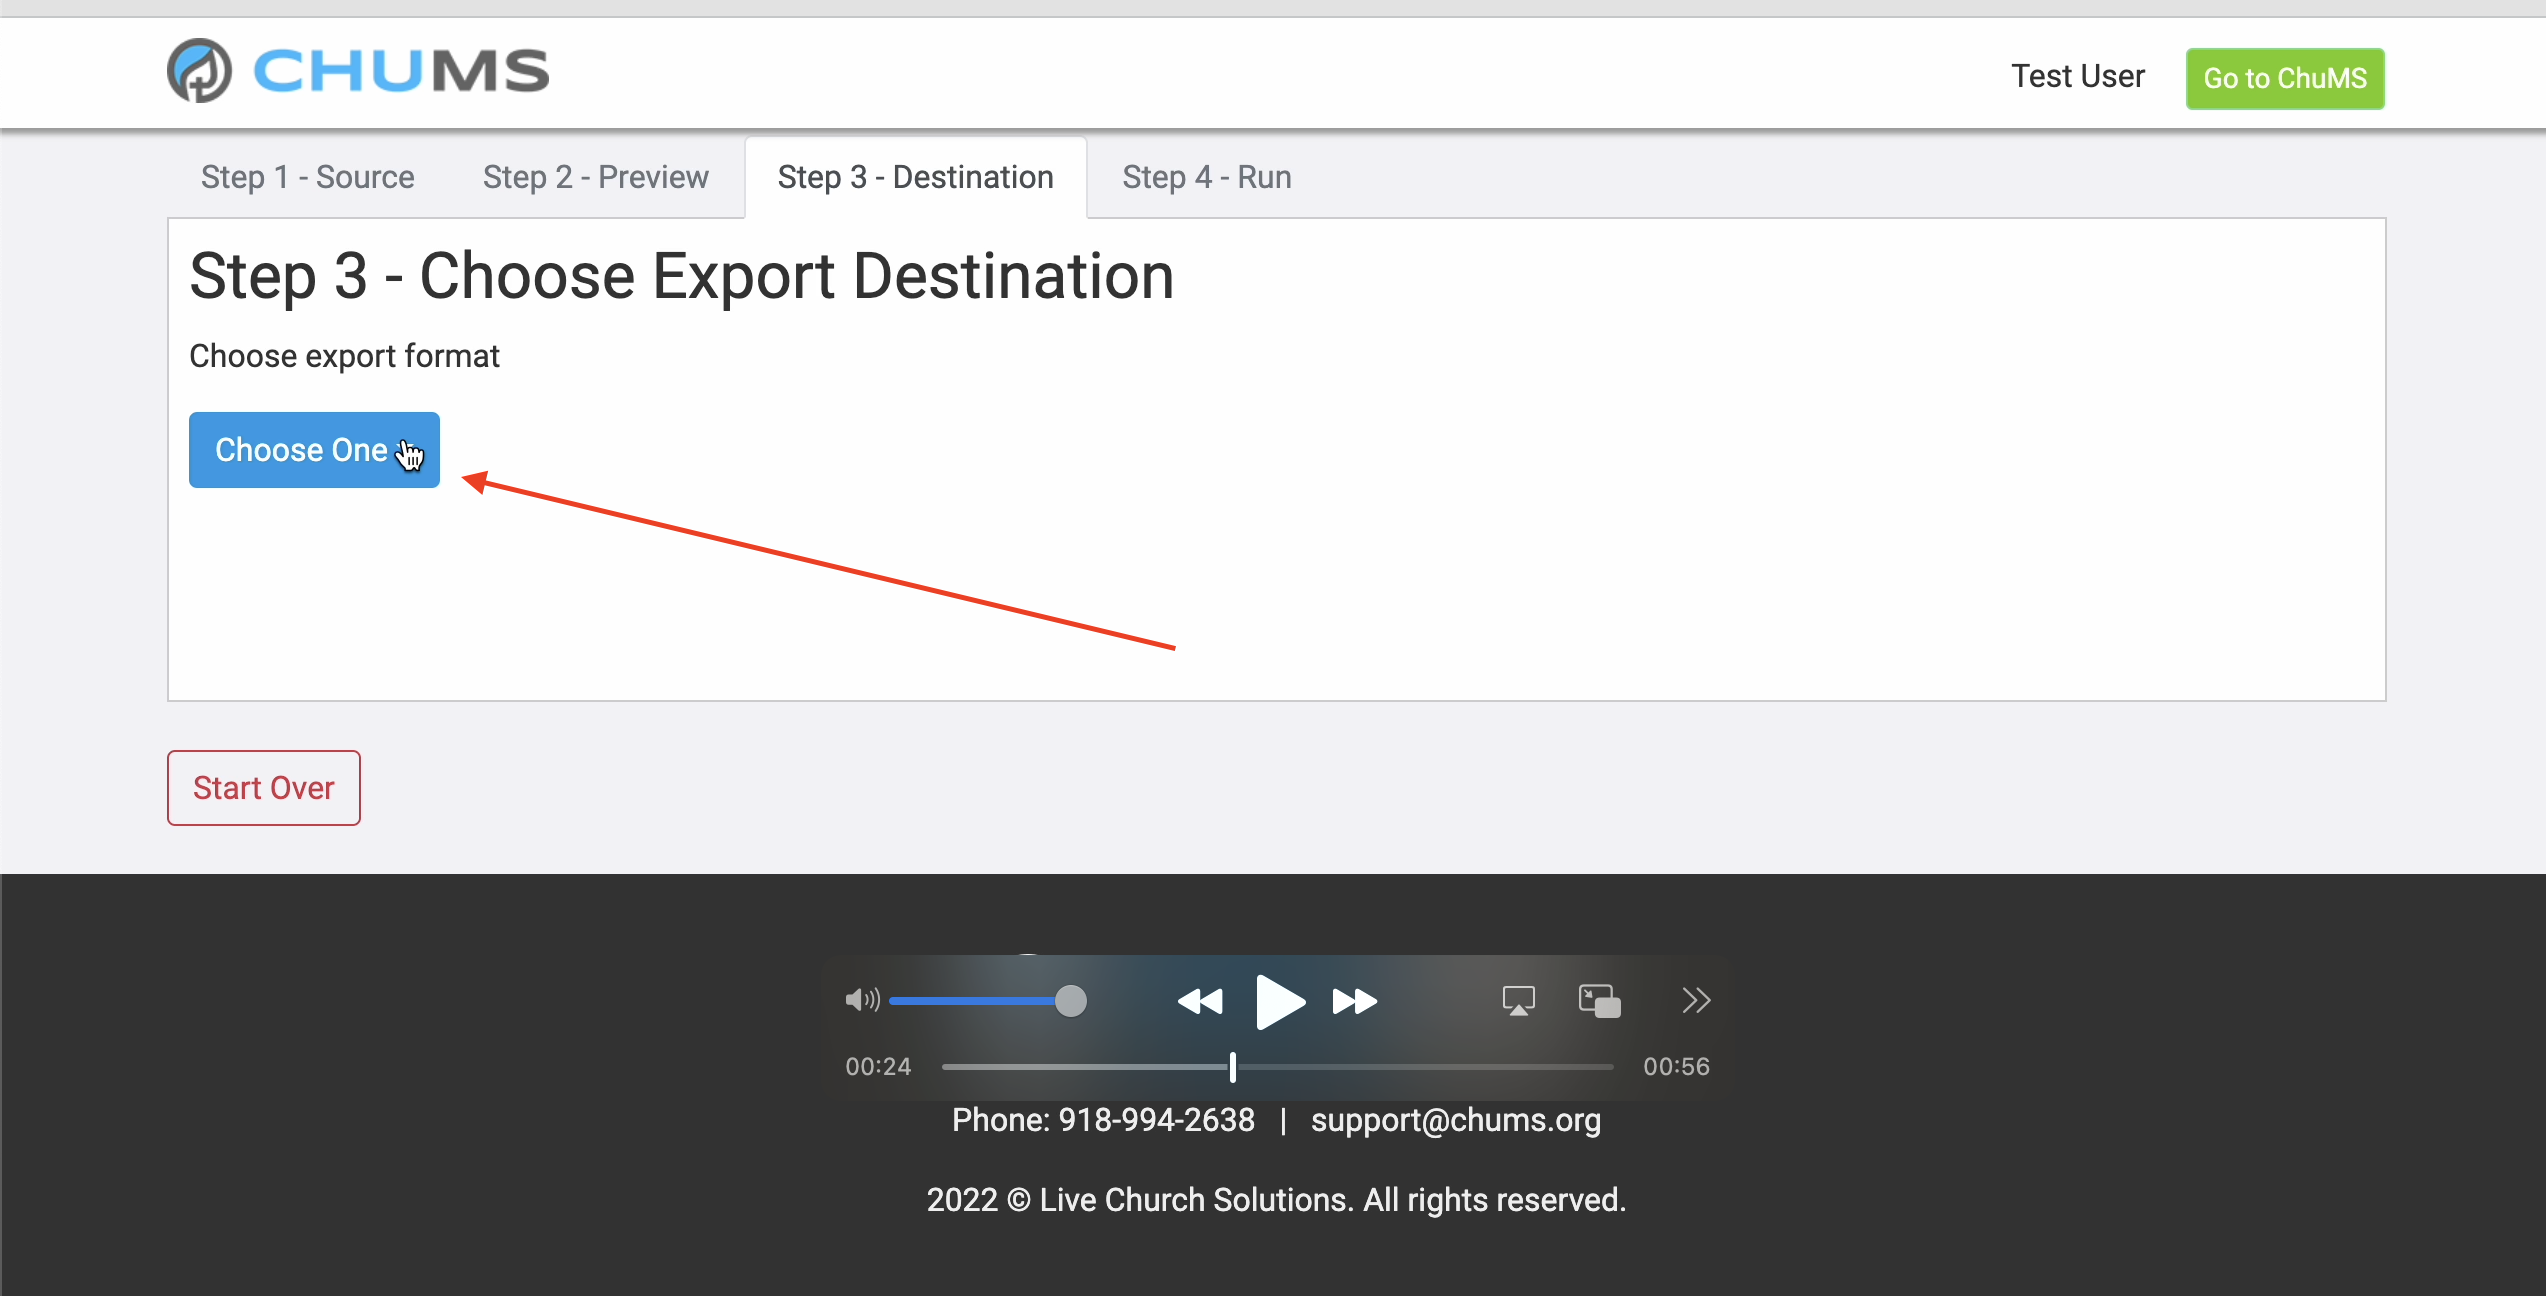 CHUMS
Test User
Go to ChuMS
Step 1 - Source
Step 2 - Preview
Step 3 - Destination
Step 4 - Run
Step 3 - Choose Export Destination
Choose export format
Choose One
Start Over
00:24
00:56
Phone: 918-994-2638 | support@chums.org
2022 © Live Church Solutions. All rights reserved.